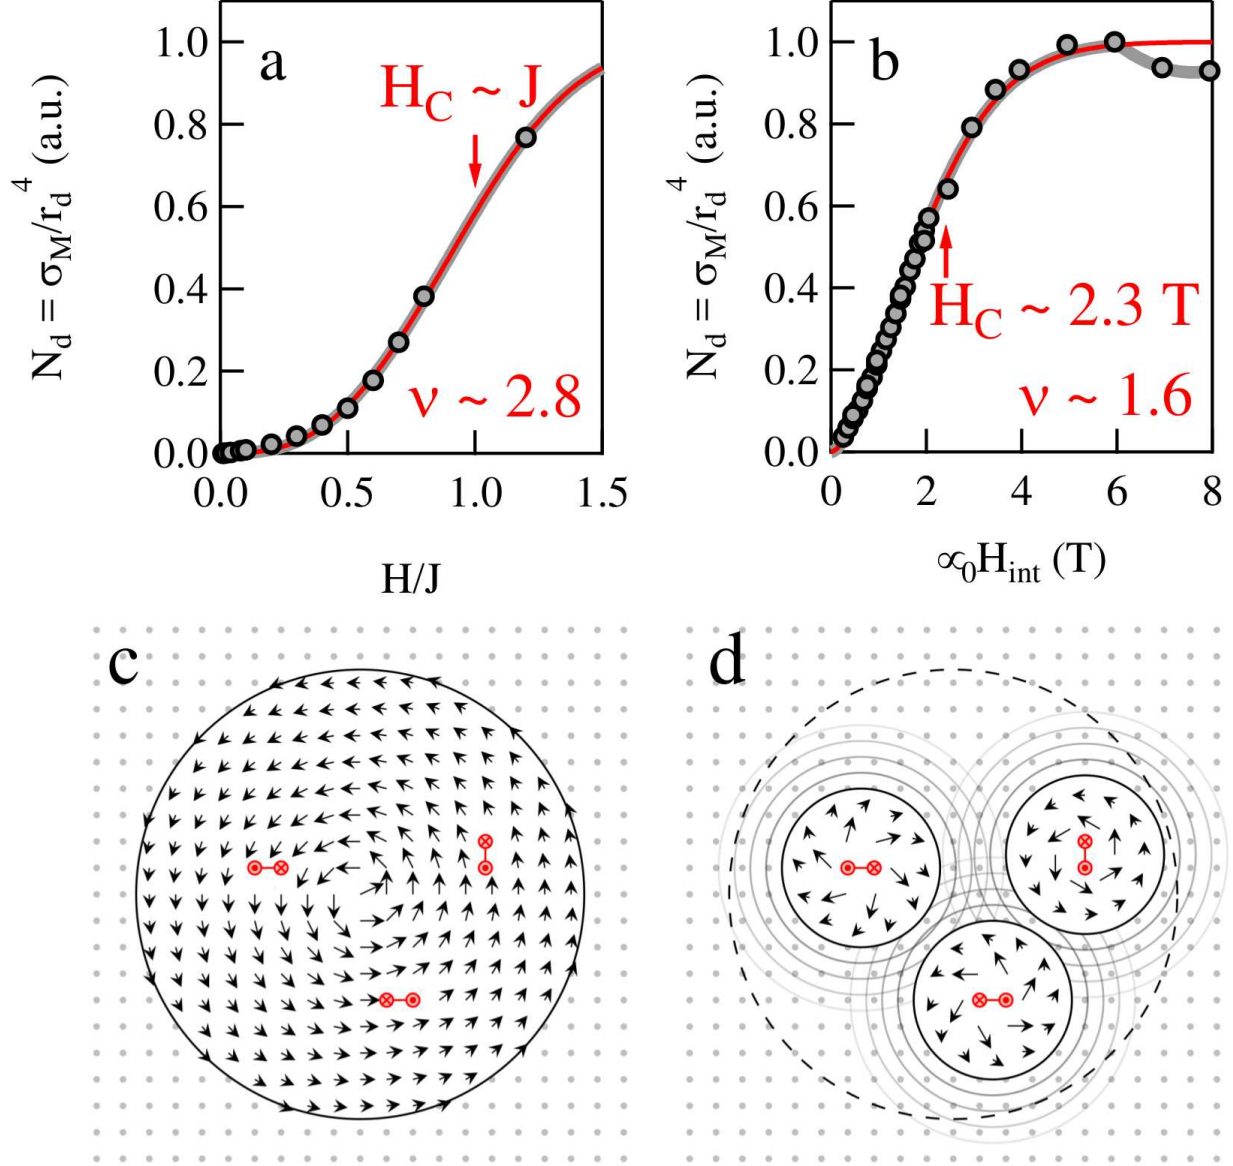 a
H_C ~ J
ν ~ 2.8
1.0
0.8
0.6
0.4
0.2
0.0
0.0 0.5 1.0 1.5
N_d = σ_M/r_d^4 (a.u.)
H/J
b
H_C ~ 2.3 T
ν ~ 1.6
1.0
0.8
0.6
0.4
0.2
0.0
0 2 4 6 8
N_d = σ_M/r_d^4 (a.u.)
∝_0H_int (T)
c
d